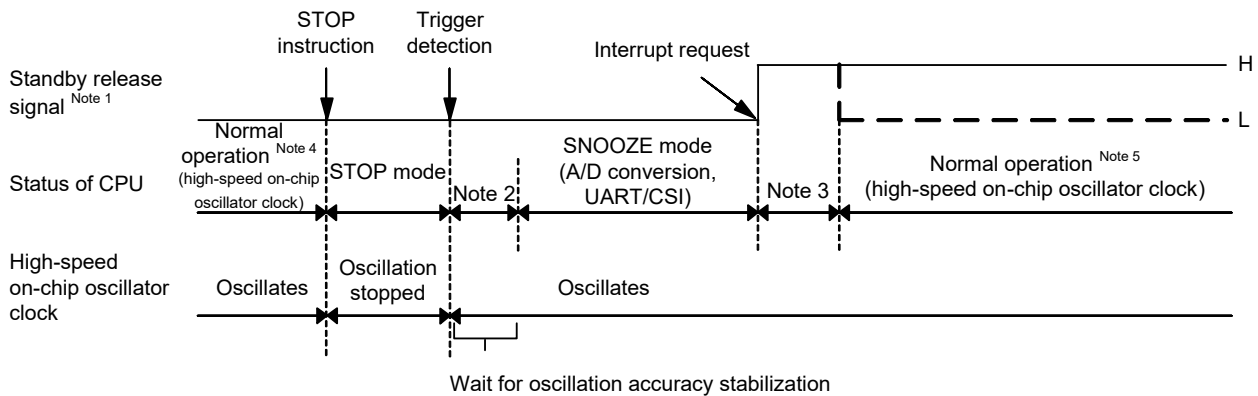 STOP
instruction
Trigger
detection
Interrupt request
Standby release
signal Note 1
H
L
Status of CPU
Normal
operation Note 4
(high-speed on-chip
oscillator clock)
STOP mode
Note 2
SNOOZE mode
(A/D conversion,
UART/CSI)
Note 3
Normal operation Note 5
(high-speed on-chip oscillator clock)
High-speed
on-chip oscillator
clock
Oscillates
Oscillation
stopped
Oscillates
Wait for oscillation accuracy stabilization